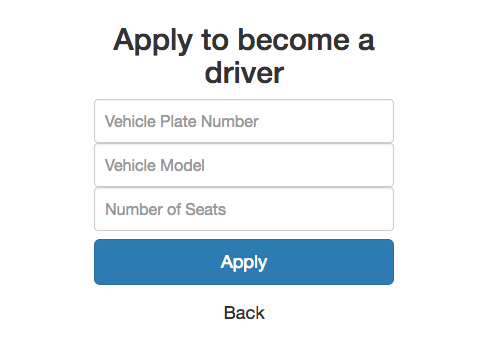 Apply to become a
driver
Vehicle Plate Number
Vehicle Model
Number of Seats
Apply
Back